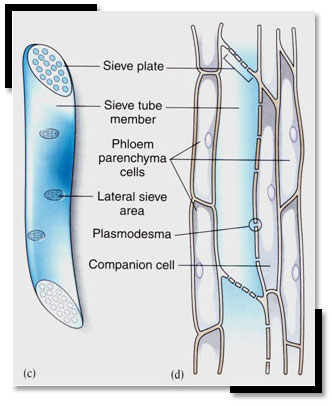 Sieve plate
Sieve tube
member
Phloem
parenchyma
cells
Lateral sieve
area
Plasmodesma
Companion cell
(c)
(d)